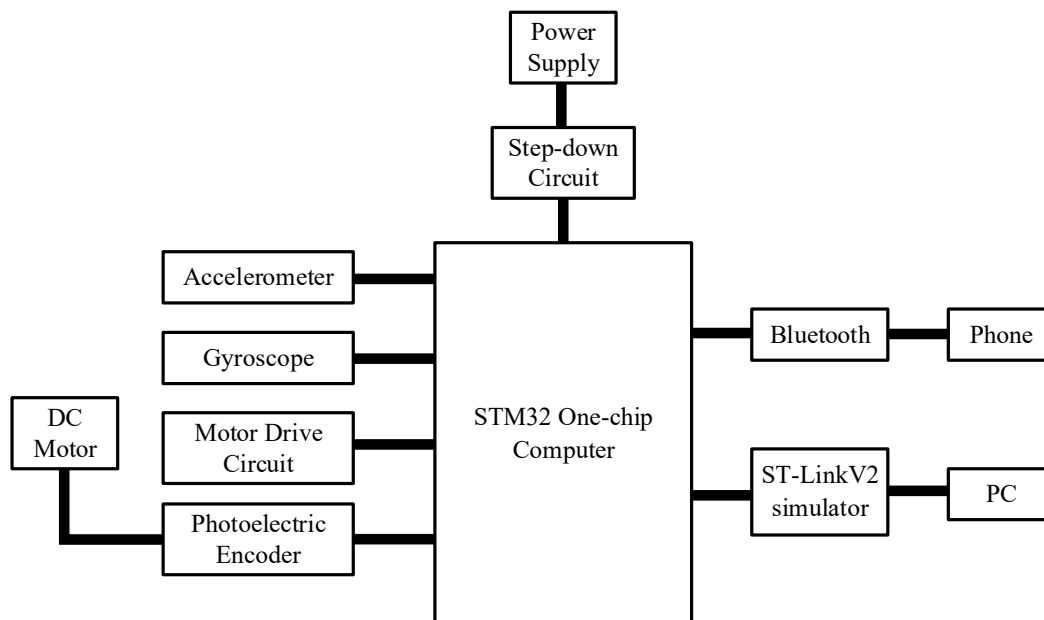 Power
Supply
Step-down
Circuit
Accelerometer
Gyroscope
DC
Motor
Motor Drive
Circuit
Photoelectric
Encoder
STM32 One-chip
Computer
Bluetooth
Phone
ST-LinkV2
simulator
PC